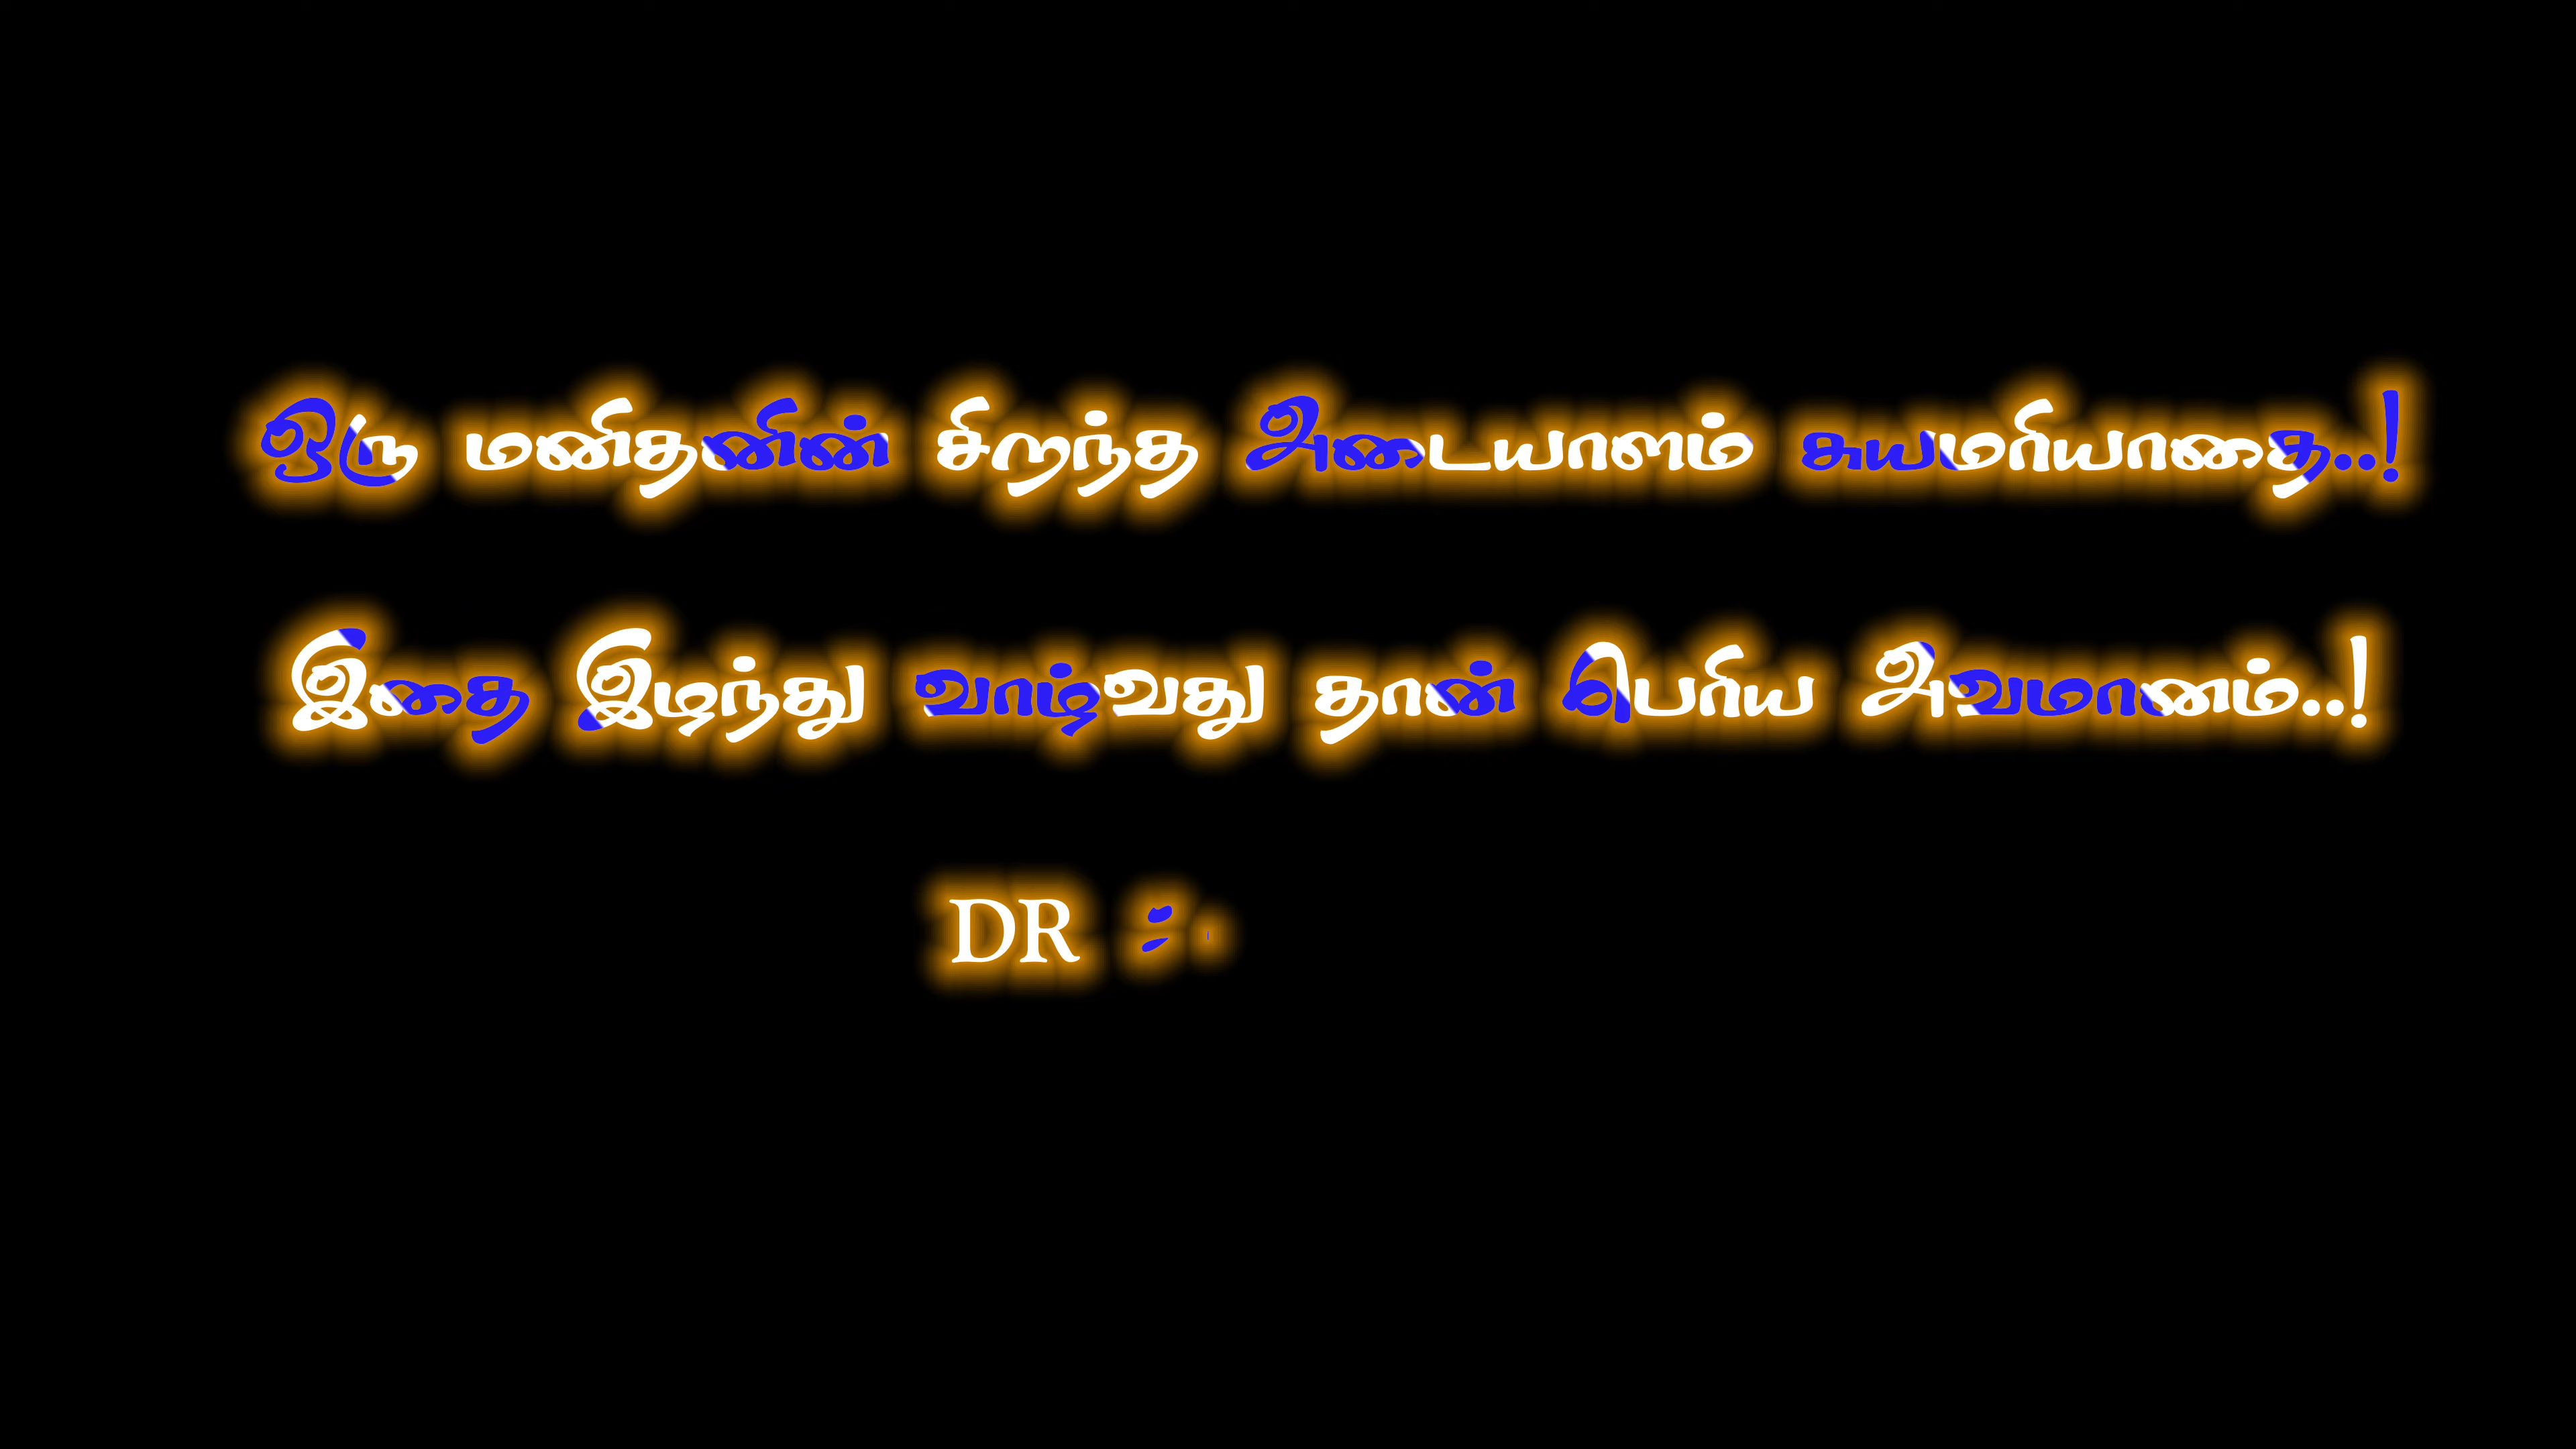 ஒரு மனிதனின் சிறந்த அடையாளம் சுயமரியாதை..!
இதை இழந்து வாழ்வது தான் பெரிய அவமானம்..!
DR